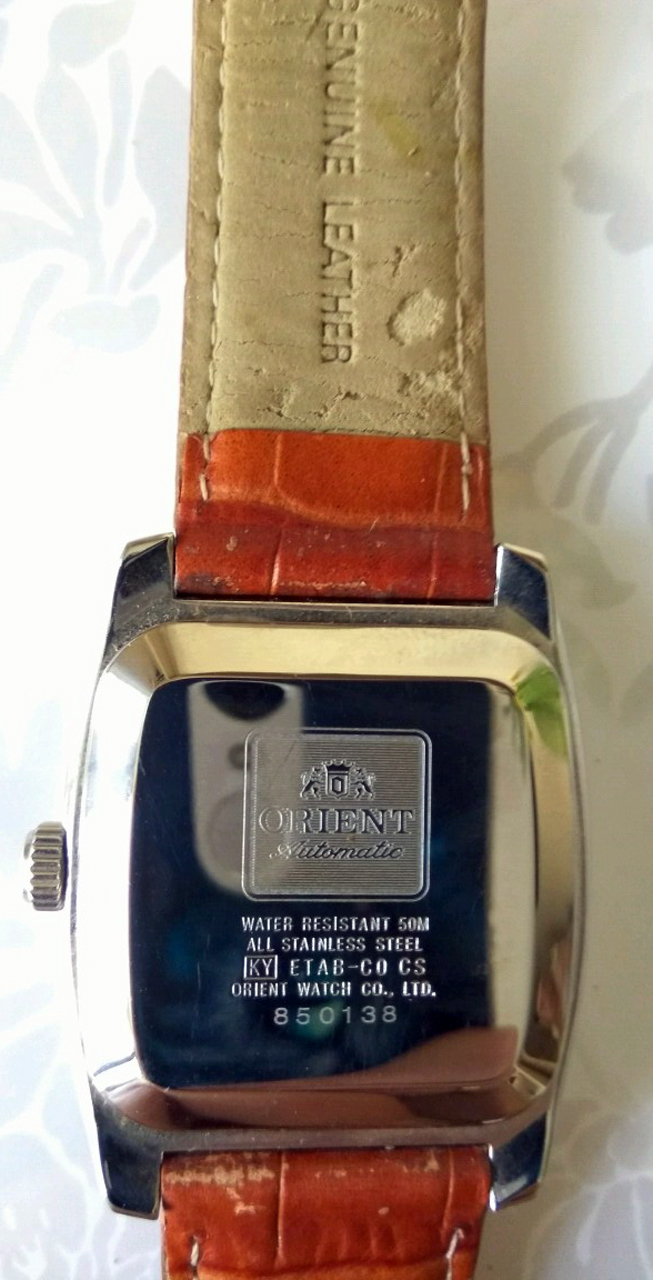 GENUINE LEATHER
ORIENT
Automatic
WATER RESISTANT 50M
ALL STAINLESS STEEL
KY ETAB-C0 CS
ORIENT WATCH CO., LTD.
850138